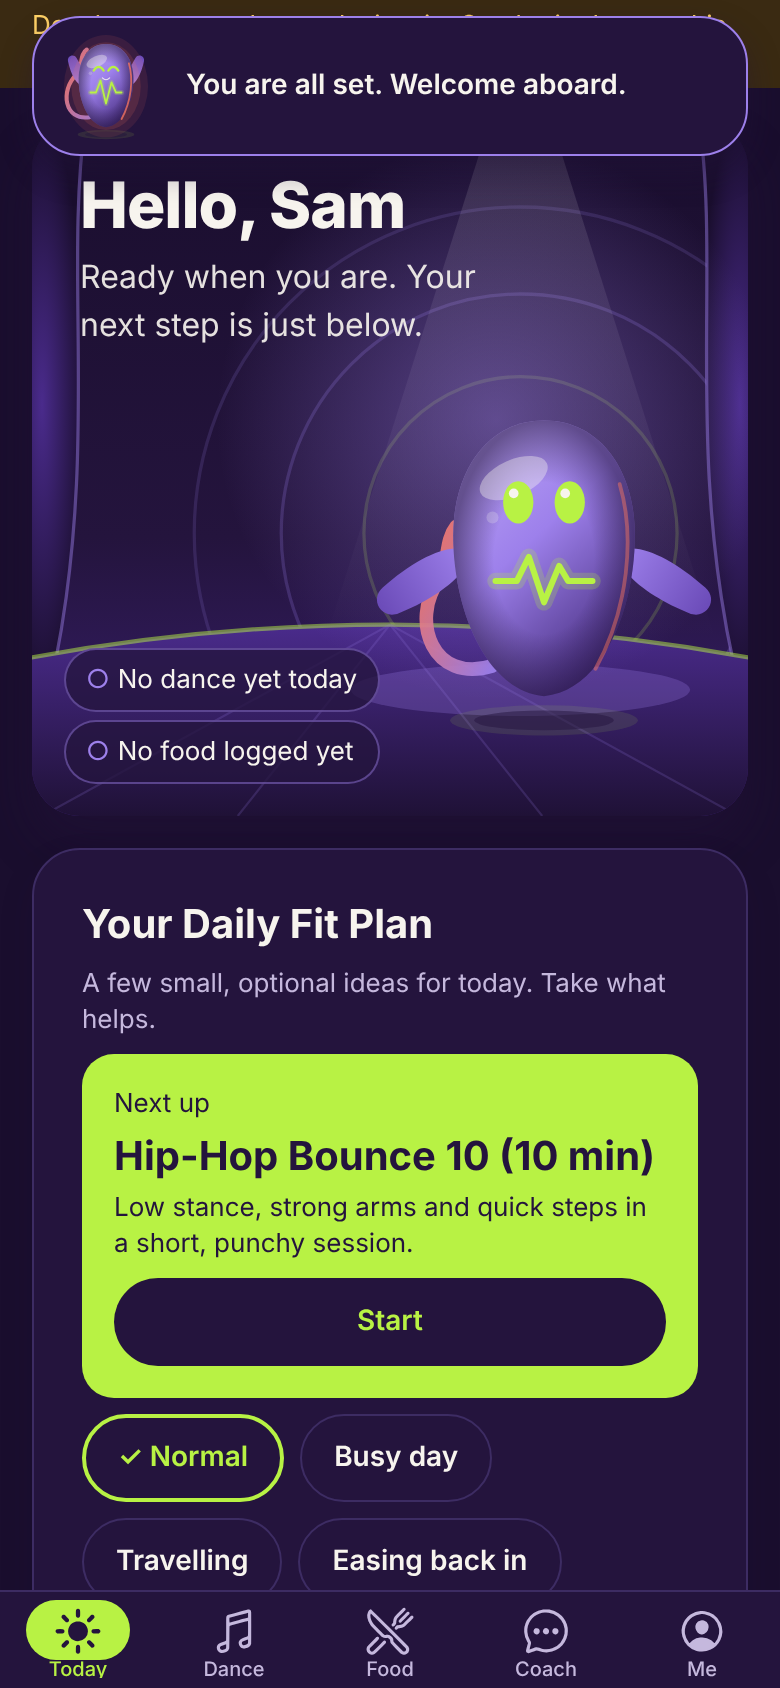 You are all set. Welcome aboard.
Hello, Sam
Ready when you are. Your
next step is just below.
No dance yet today
No food logged yet
Your Daily Fit Plan
A few small, optional ideas for today. Take what
helps.
Next up
Hip-Hop Bounce 10 (10 min)
Low stance, strong arms and quick steps in
a short, punchy session.
Start
Normal
Busy day
Travelling
Easing back in
Today
Dance
Food
Coach
Me